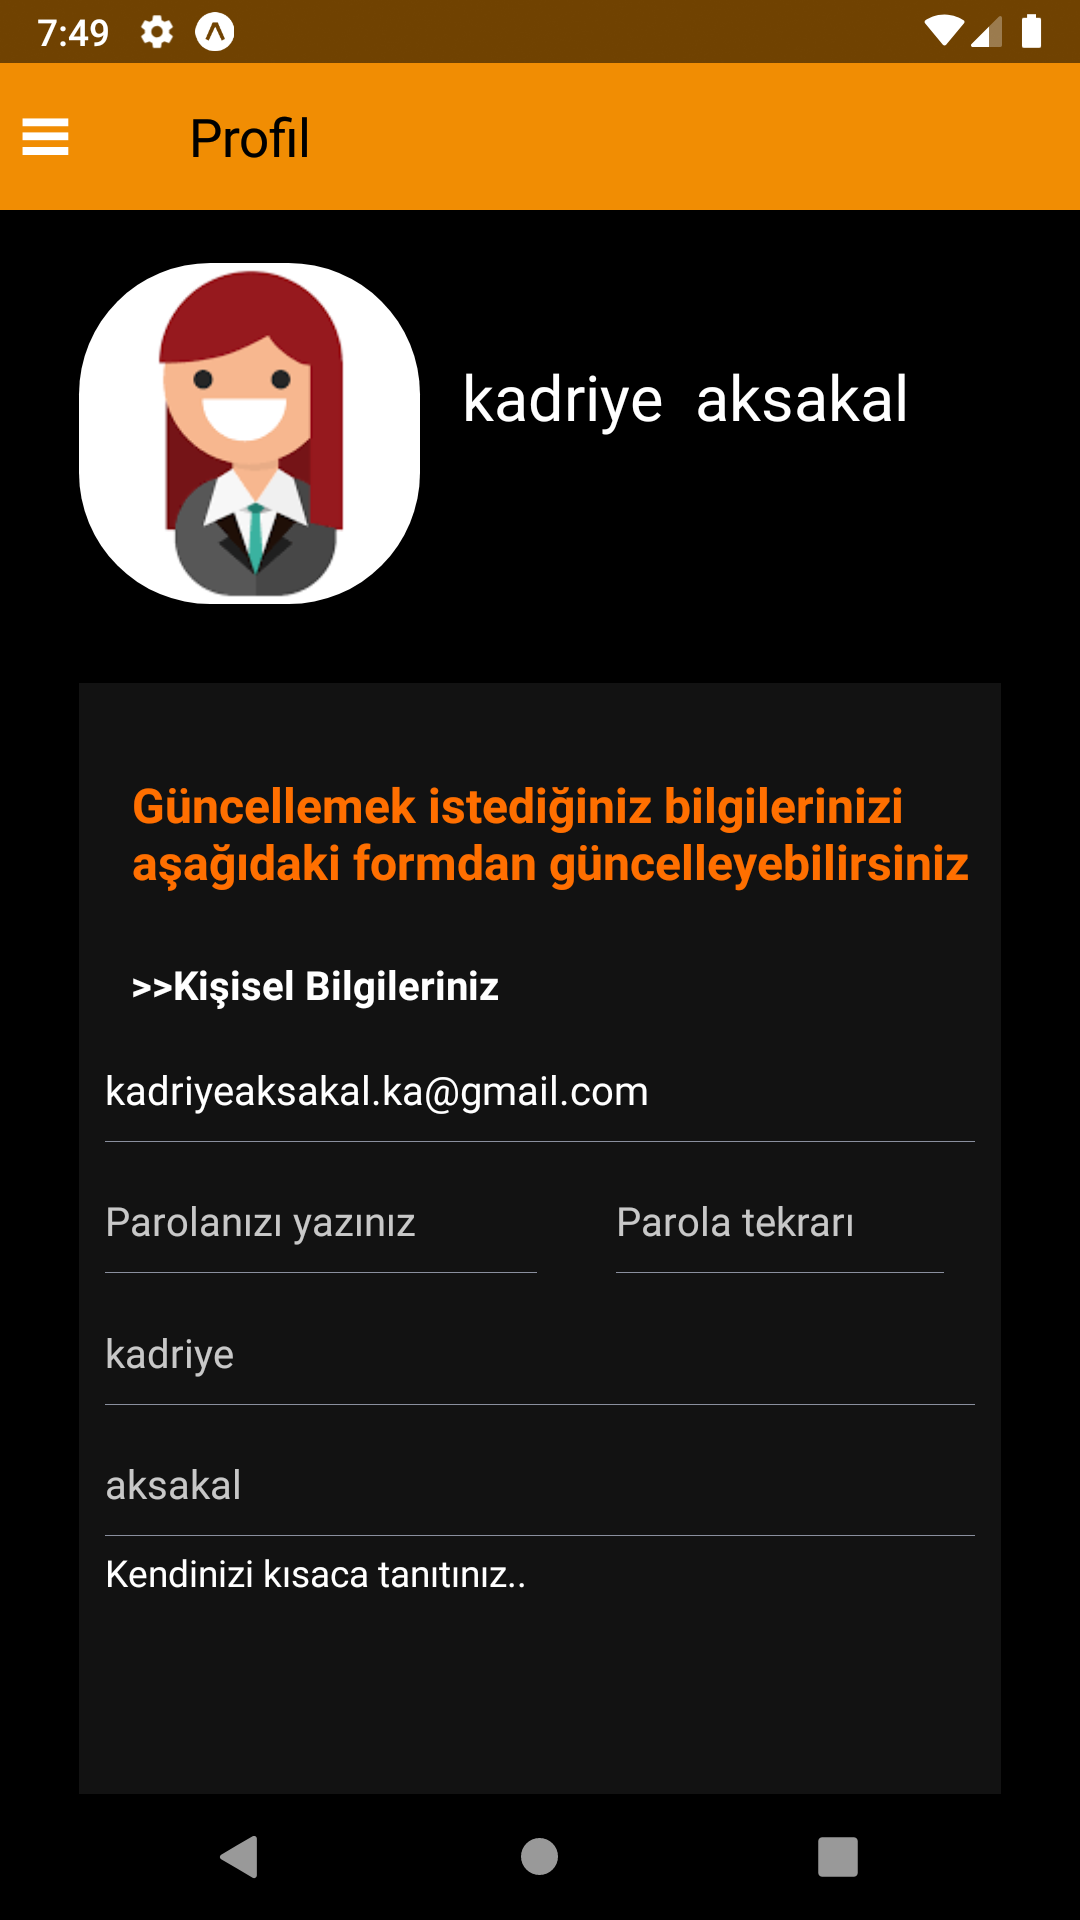 7:49
Profil
kadriye  aksakal
Güncellemek istediğiniz bilgilerinizi
aşağıdaki formdan güncelleyebilirsiniz
>>Kişisel Bilgileriniz
kadriyeaksakal.ka@gmail.com
Parolanızı yazınız
Parola tekrarı
kadriye
aksakal
Kendinizi kısaca tanıtınız..